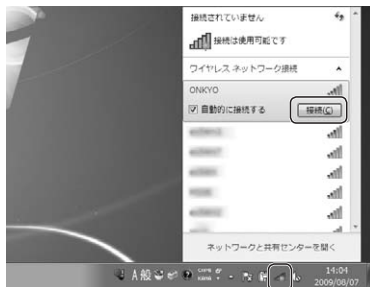 接続されていません
接続は使用可能です
ワイヤレス ネットワーク接続
ONKYO
自動的に接続する
接続(C)
ネットワークと共有センターを開く
A 般
CAPS
KANA
14:04
2009/08/07